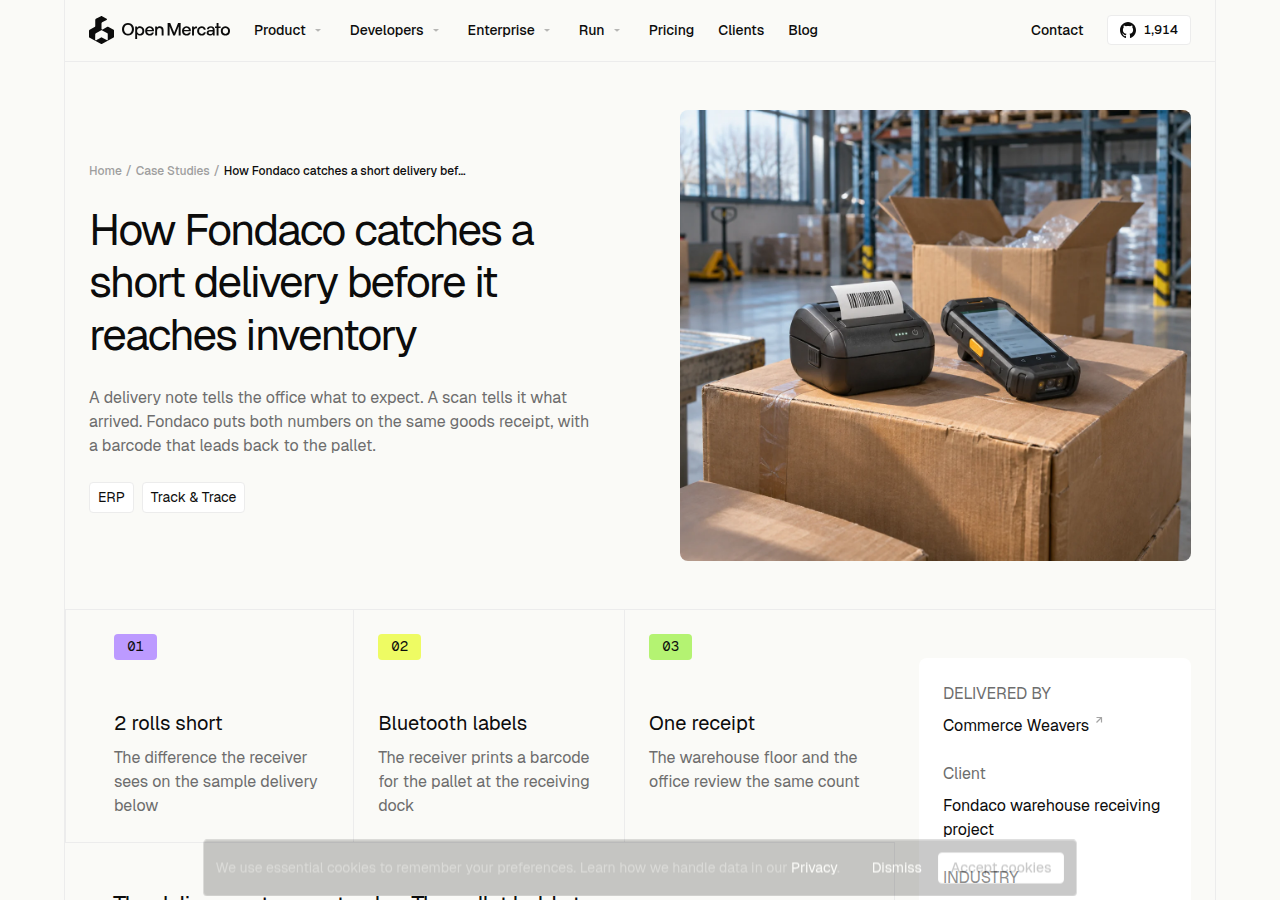 Open Mercato Product Developers Enterprise Run Pricing Clients Blog Contact 1,914
Home / Case Studies / How Fondaco catches a short delivery bef...
How Fondaco catches a
short delivery before it
reaches inventory
A delivery note tells the office what to expect. A scan tells it what
arrived. Fondaco puts both numbers on the same goods receipt, with
a barcode that leads back to the pallet.
ERP Track & Trace
01
2 rolls short
The difference the receiver
sees on the sample delivery
below
02
Bluetooth labels
The receiver prints a barcode
for the pallet at the receiving
dock
03
One receipt
The warehouse floor and the
office review the same count
DELIVERED BY
Commerce Weavers
Client
Fondaco warehouse receiving
project
INDUSTRY
We use essential cookies to remember your preferences. Learn how we handle data in our Privacy. Dismiss Accept cookies